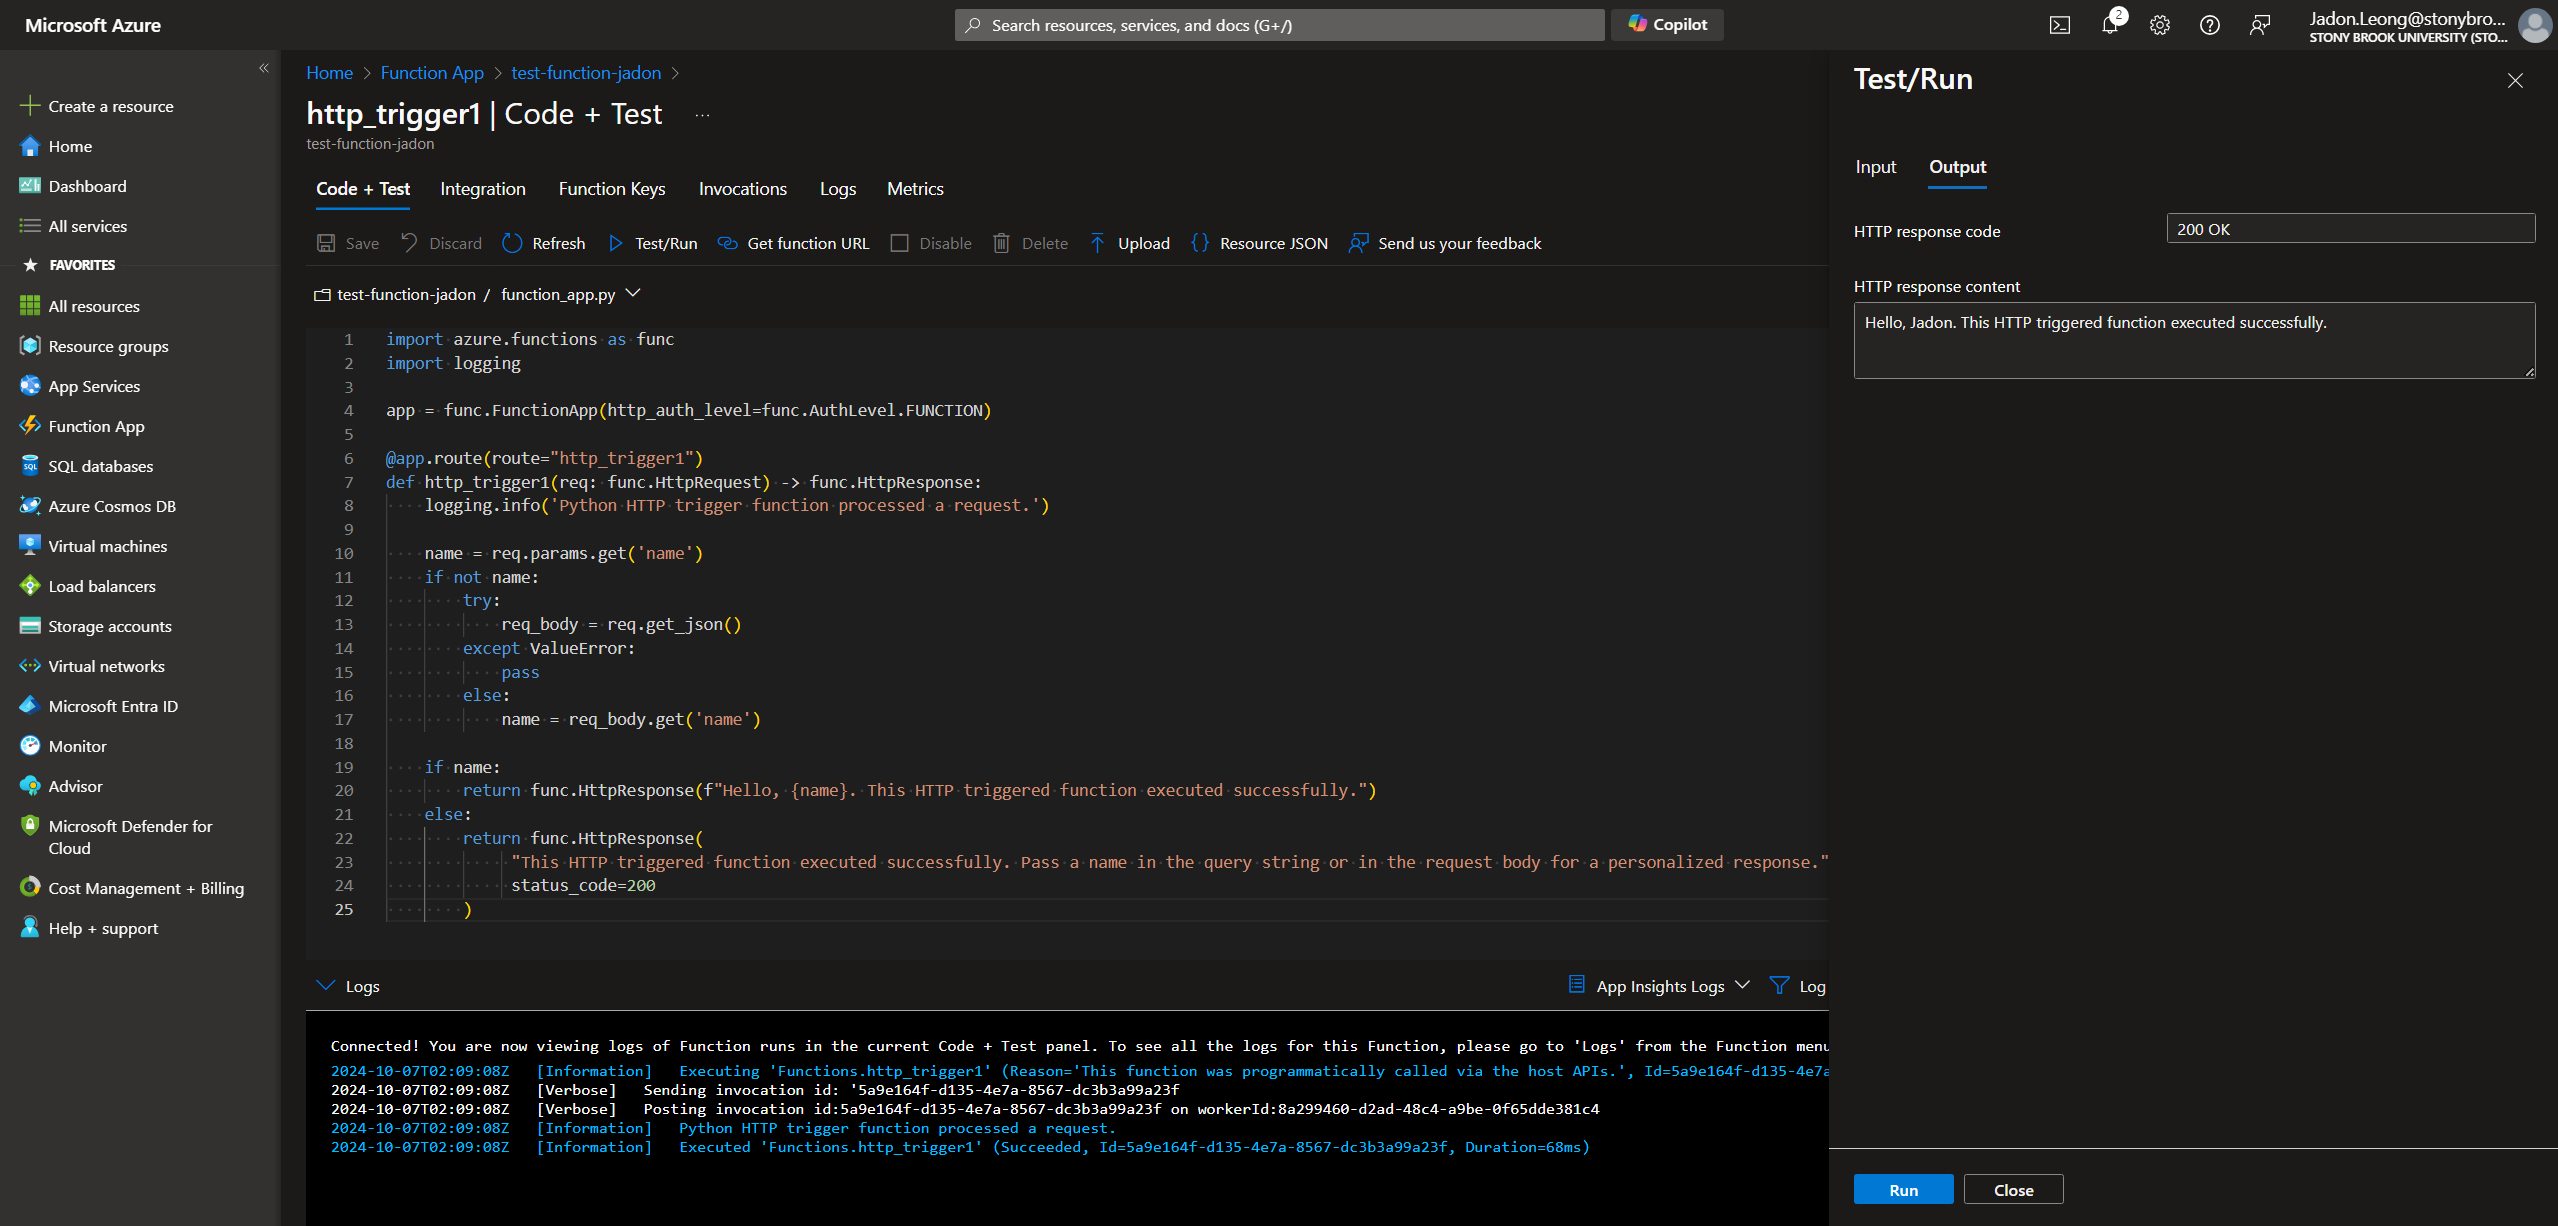 Microsoft Azure
Search resources, services, and docs (G+/)
Copilot
2
Jadon.Leong@stonybro...
STONY BROOK UNIVERSITY (STO...
Create a resource
Home
Dashboard
All services
FAVORITES
All resources
Resource groups
App Services
Function App
SQL databases
Azure Cosmos DB
Virtual machines
Load balancers
Storage accounts
Virtual networks
Microsoft Entra ID
Monitor
Advisor
Microsoft Defender for
Cloud
Cost Management + Billing
Help + support
Home > Function App > test-function-jadon >
http_trigger1 | Code + Test ...
test-function-jadon
Code + Test Integration Function Keys Invocations Logs Metrics
Save Discard Refresh Test/Run Get function URL Disable Delete Upload Resource JSON Send us your feedback
test-function-jadon / function_app.py
1 import azure.functions as func
2 import logging
3
4 app = func.FunctionApp(http_auth_level=func.AuthLevel.FUNCTION)
5
6 @app.route(route="http_trigger1")
7 def http_trigger1(req: func.HttpRequest) -> func.HttpResponse:
8 logging.info('Python HTTP trigger function processed a request.')
9
10 name = req.params.get('name')
11 if not name:
12 try:
13 req_body = req.get_json()
14 except ValueError:
15 pass
16 else:
17 name = req_body.get('name')
18
19 if name:
20 return func.HttpResponse(f"Hello, {name}. This HTTP triggered function executed successfully.")
21 else:
22 return func.HttpResponse(
23 "This HTTP triggered function executed successfully. Pass a name in the query string or in the request body for a personalized response."
24 status_code=200
25 )
Logs
App Insights Logs
Log
Connected! You are now viewing logs of Function runs in the current Code + Test panel. To see all the logs for this Function, please go to 'Logs' from the Function menu
2024-10-07T02:09:08Z [Information] Executing 'Functions.http_trigger1' (Reason='This function was programmatically called via the host APIs.', Id=5a9e164f-d135-4e7a
2024-10-07T02:09:08Z [Verbose] Sending invocation id: '5a9e164f-d135-4e7a-8567-dc3b3a99a23f
2024-10-07T02:09:08Z [Verbose] Posting invocation id:5a9e164f-d135-4e7a-8567-dc3b3a99a23f on workerId:8a299460-d2ad-48c4-a9be-0f65dde381c4
2024-10-07T02:09:08Z [Information] Python HTTP trigger function processed a request.
2024-10-07T02:09:08Z [Information] Executed 'Functions.http_trigger1' (Succeeded, Id=5a9e164f-d135-4e7a-8567-dc3b3a99a23f, Duration=68ms)
Test/Run
Input Output
HTTP response code
200 OK
HTTP response content
Hello, Jadon. This HTTP triggered function executed successfully.
Run
Close